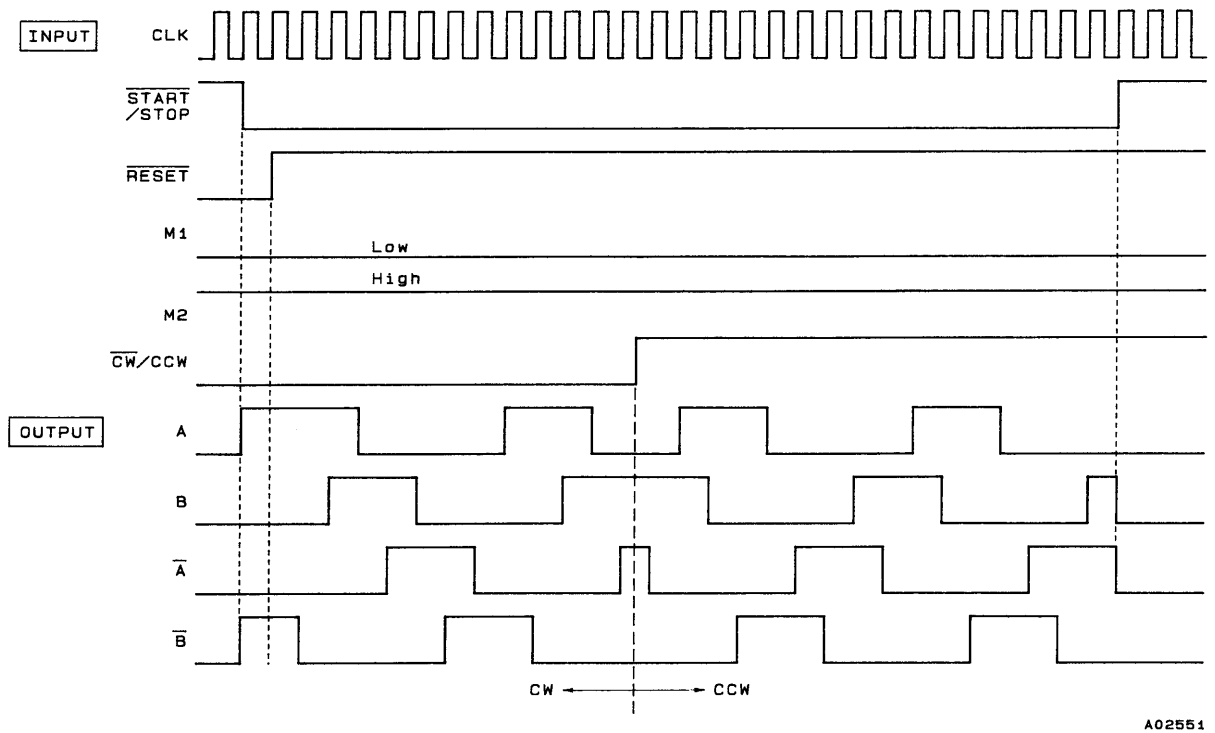 INPUT CLK
START
/STOP
RESET
M1
Low
High
M2
CW/CCW
OUTPUT A
B
A
B
CW CCW
A02551